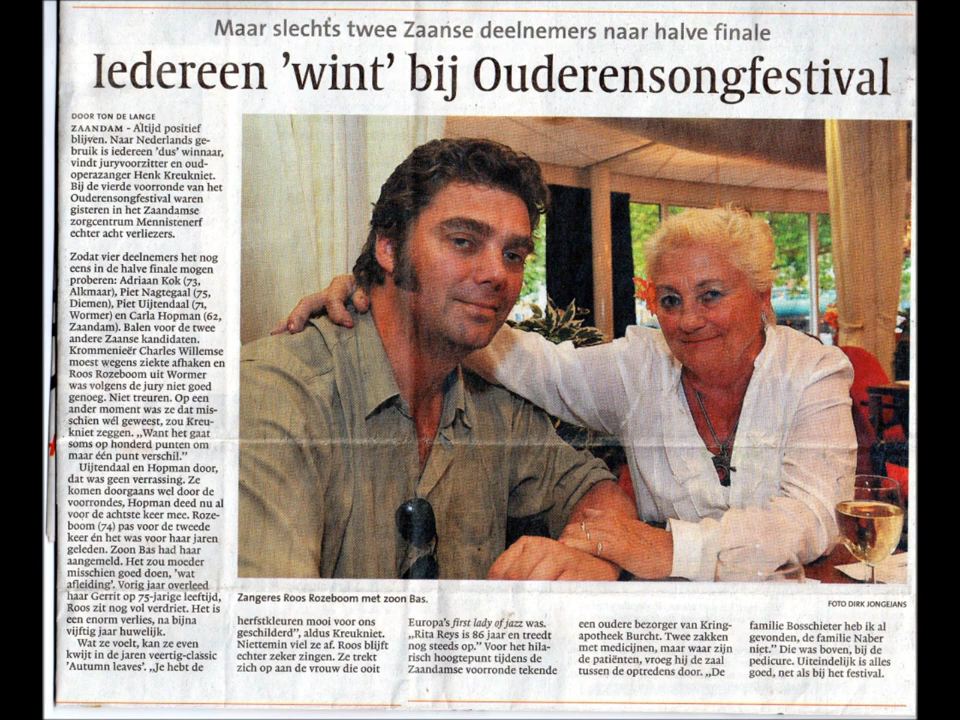 Maar slechts twee Zaanse deelnemers naar halve finale
Iedereen ’wint’ bij Ouderensongfestival
DOOR TON DE LANGE
ZAANDAM - Altijd positief
blijven. Naar Nederlands ge-
bruik is iedereen ’dus’ winnaar,
vindt juryvoorzitter en oud-
operazanger Henk Kreukniet.
Bij de vierde voorronde van het
Ouderensongfestival waren
gisteren in het Zaandamse
zorgcentrum Mennistenerf
echter acht verliezers.
Zodat vier deelnemers het nog
eens in de halve finale mogen
proberen: Adriaan Kok (73,
Alkmaar), Piet Nagtegaal (75,
Diemen), Piet Uijtendaal (71,
Wormer) en Carla Hopman (62,
Zaandam). Balen voor de twee
andere Zaanse kandidaten.
Krommenieër Charles Willemse
moest wegens ziekte afhaken en
Roos Rozeboom uit Wormer
was volgens de jury niet goed
genoeg. Niet treuren. Op een
ander moment was ze dat mis-
schien wél geweest, zou Kreu-
kniet zeggen. „Want het gaat
soms op honderd punten om
maar één punt verschil.”
Uijtendaal en Hopman door,
dat was geen verrassing. Ze
komen doorgaans wel door de
voorrondes, Hopman deed nu al
voor de achtste keer mee. Roze-
boom (74) pas voor de tweede
keer én het was voor haar jaren
geleden. Zoon Bas had haar
aangemeld. Het zou moeder
misschien goed doen, ’wat
afleiding’. Vorig jaar overleed
haar Gerrit op 75-jarige leeftijd,
Roos zit nog vol verdriet. Het is
een enorm verlies, na bijna
vijftig jaar huwelijk.
Wat ze voelt, kan ze even
kwijt in de jaren veertig-classic
’Autumn leaves’. „Je hebt de
Zangeres Roos Rozeboom met zoon Bas.
FOTO DIRK JONGEJANS
herfstkleuren mooi voor ons
geschilderd”, aldus Kreukniet.
Niettemin viel ze af. Roos blijft
echter zeker zingen. Ze trekt
zich op aan de vrouw die ooit
Europa’s first lady of jazz was.
„Rita Reys is 86 jaar en treedt
nog steeds op.” Voor het hila-
risch hoogtepunt tijdens de
Zaandamse voorronde tekende
een oudere bezorger van Kring-
apotheek Burcht. Twee zakken
met medicijnen, maar waar zijn
de patiënten, vroeg hij de zaal
tussen de optredens door. „De
familie Bosschieter heb ik al
gevonden, de familie Naber
niet.” Die was boven, bij de
pedicure. Uiteindelijk is alles
goed, net als bij het festival.